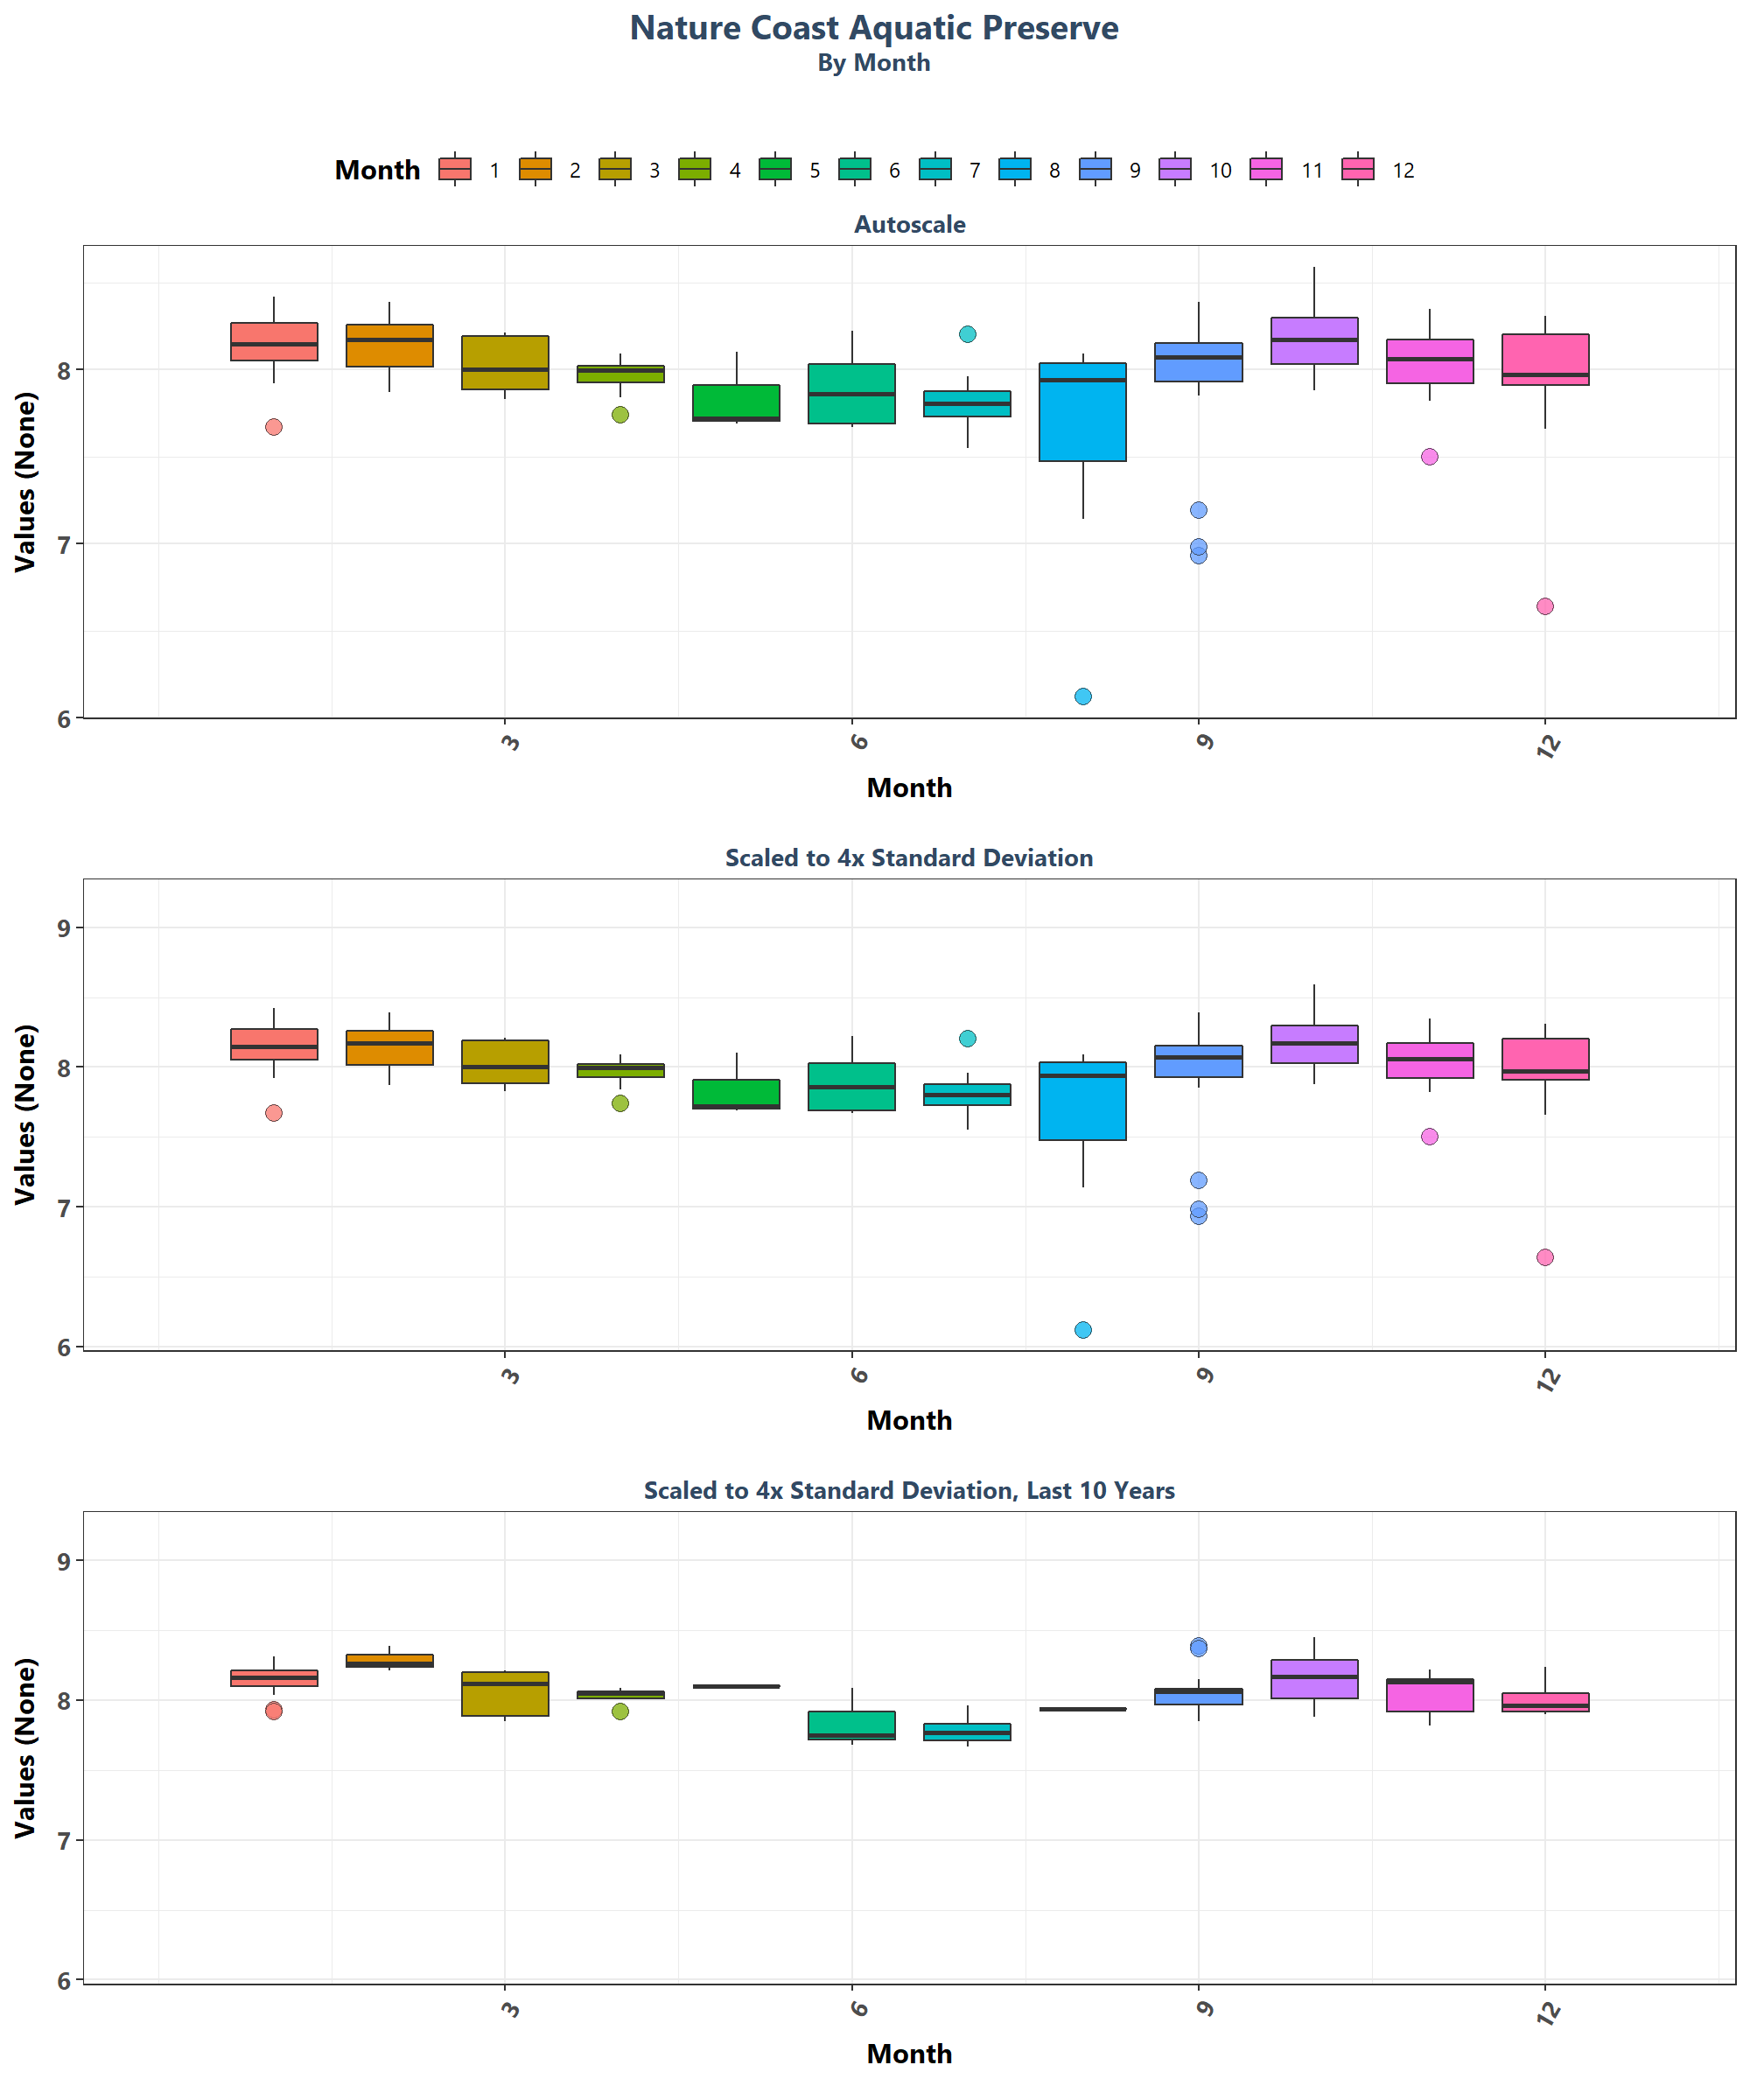 Nature Coast Aquatic Preserve
By Month
Month 1 2 3 4 5 6 7 8 9 10 11 12
Autoscale
Values (None)
8
7
6
3 6 9 12
Month
Scaled to 4x Standard Deviation
Values (None)
9
8
7
6
3 6 9 12
Month
Scaled to 4x Standard Deviation, Last 10 Years
Values (None)
9
8
7
6
3 6 9 12
Month